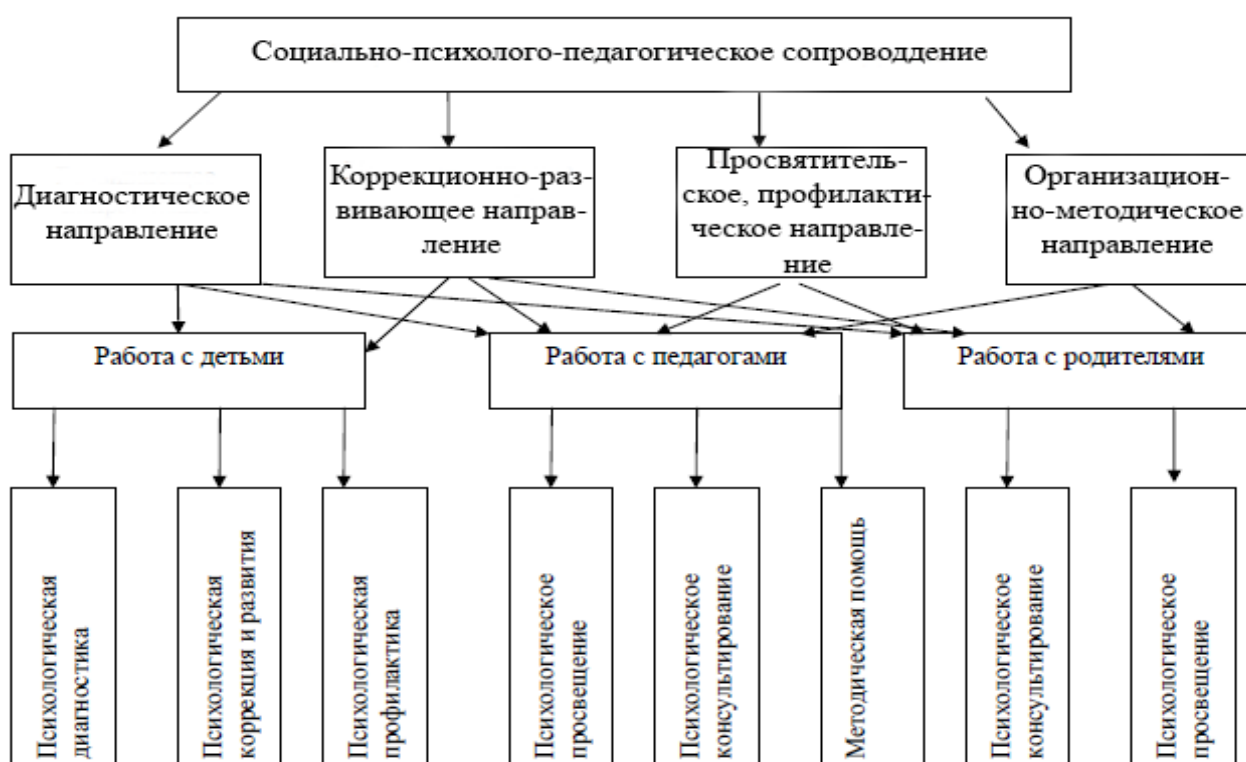 Социально-психолого-педагогическое сопроводдение
Диагностическое
направление
Коррекционно-раз-
вивающее направ-
ление
Просвятитель-
ское, профилакти-
ческое направле-
ние
Организацион-
но-методическое
направление
Работа с детьми
Работа с педагогами
Работа с родителями
Психологическая
диагностика
Психологическая
коррекция и развития
Психологическая
профилактика
Психологическое
просвещение
Психологическое
консультирование
Методическая помощь
Психологическое
консультирование
Психологическое
просвещение